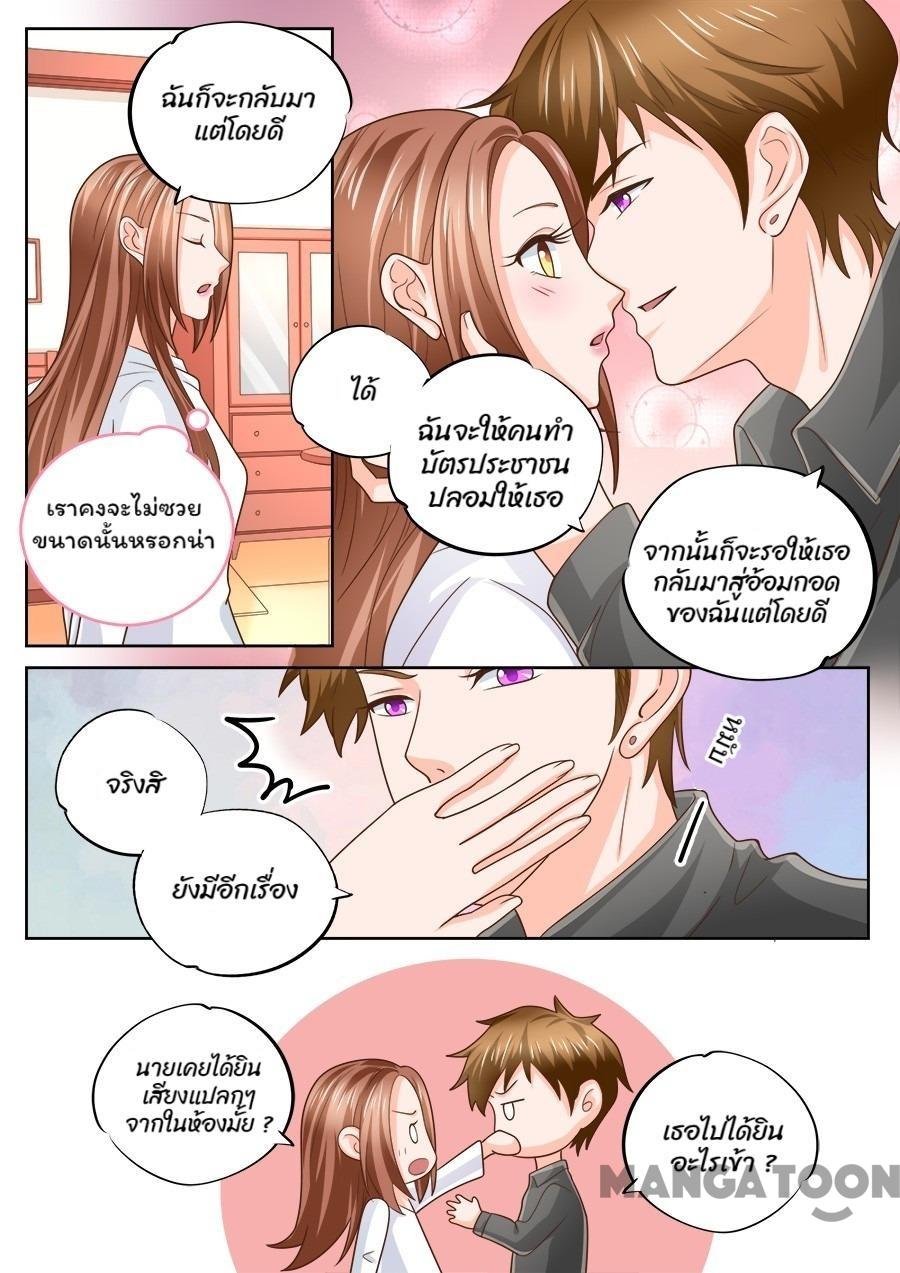 ฉันก็จะกลับมา
แต่โดยดี
เราคงจะไม่ซวย
ขนาดนั้นหรอกน่า
ได้
ฉันจะให้คนทำ
บัตรประชาชน
ปลอมให้เธอ
จากนั้นก็จะรอให้เธอ
กลับมาสู่อ้อมกอด
ของฉันแต่โดยดี
จริงสิ
หมับ
ยังมีอีกเรื่อง
นายเคยได้ยิน
เสียงแปลกๆ
จากในห้องมั้ย ?
เธอไปได้ยิน
อะไรเข้า ?
MANGATOON